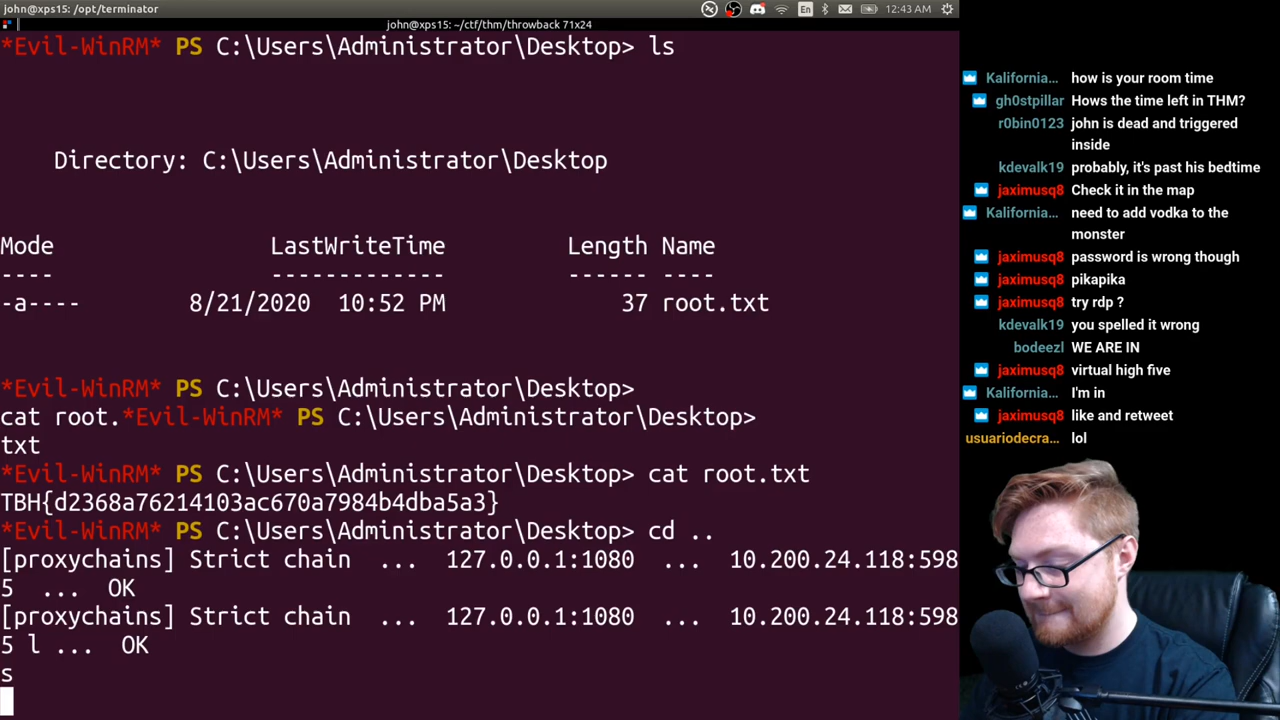 john@xps15: /opt/terminator
En
12:43 AM
john@xps15: ~/ctf/thm/throwback 71x24
*Evil-WinRM* PS C:\Users\Administrator\Desktop> ls
Directory: C:\Users\Administrator\Desktop
Mode LastWriteTime Length Name
---- ------------- ------ ----
-a---- 8/21/2020 10:52 PM 37 root.txt
*Evil-WinRM* PS C:\Users\Administrator\Desktop>
cat root.*Evil-WinRM* PS C:\Users\Administrator\Desktop>
txt
*Evil-WinRM* PS C:\Users\Administrator\Desktop> cat root.txt
TBH{d2368a76214103ac670a7984b4dba5a3}
*Evil-WinRM* PS C:\Users\Administrator\Desktop> cd ..
[proxychains] Strict chain ... 127.0.0.1:1080 ... 10.200.24.118:598
5 ... OK
[proxychains] Strict chain ... 127.0.0.1:1080 ... 10.200.24.118:598
5 l ... OK
s
Kalifornia... how is your room time
gh0stpillar Hows the time left in THM?
r0bin0123 john is dead and triggered
inside
kdevalk19 probably, it's past his bedtime
jaximusq8 Check it in the map
Kalifornia... need to add vodka to the
monster
jaximusq8 password is wrong though
jaximusq8 pikapika
jaximusq8 try rdp ?
kdevalk19 you spelled it wrong
bodeezl WE ARE IN
jaximusq8 virtual high five
Kalifornia... I'm in
jaximusq8 like and retweet
usuariodecra... lol